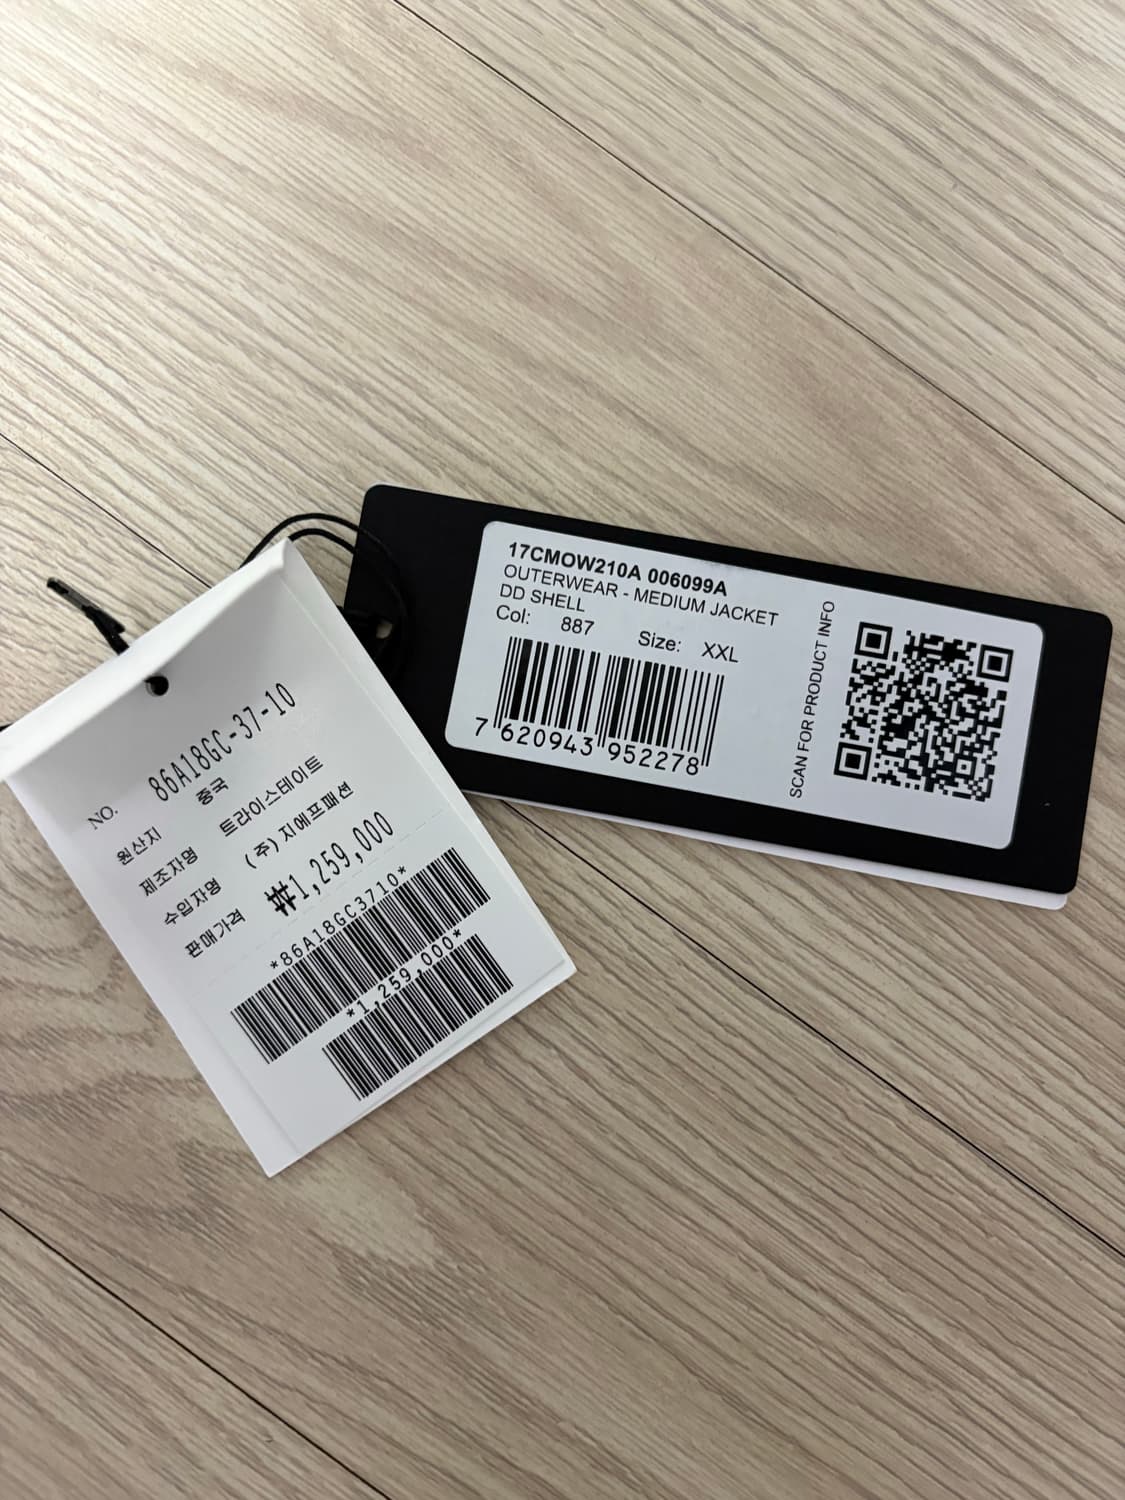 NO. 86A18GC-37-10
원산지 중국
제조자명 트라이스테이트
수입자명 (주)지에프패션
판매가격 ₩1,259,000
*86A18GC3710*
*1,259,000*
17CMOW210A 006099A
OUTERWEAR - MEDIUM JACKET
DD SHELL
Col: 887 Size: XXL
7 620943 952278
SCAN FOR PRODUCT INFO